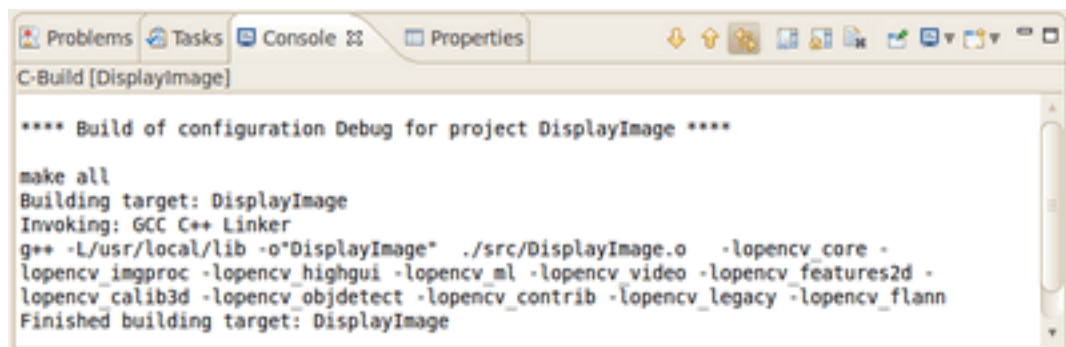 Problems Tasks Console Properties
C-Build [DisplayImage]
**** Build of configuration Debug for project DisplayImage ****
make all
Building target: DisplayImage
Invoking: GCC C++ Linker
g++ -L/usr/local/lib -o"DisplayImage"  ./src/DisplayImage.o   -lopencv_core -
lopencv_imgproc -lopencv_highgui -lopencv_ml -lopencv_video -lopencv_features2d -
lopencv_calib3d -lopencv_objdetect -lopencv_contrib -lopencv_legacy -lopencv_flann
Finished building target: DisplayImage